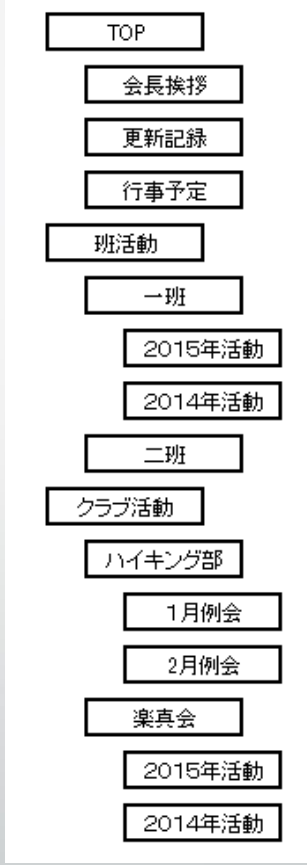 TOP
会長挨拶
更新記録
行事予定
班活動
一班
2015年活動
2014年活動
二班
クラブ活動
ハイキング部
1月例会
2月例会
楽真会
2015年活動
2014年活動